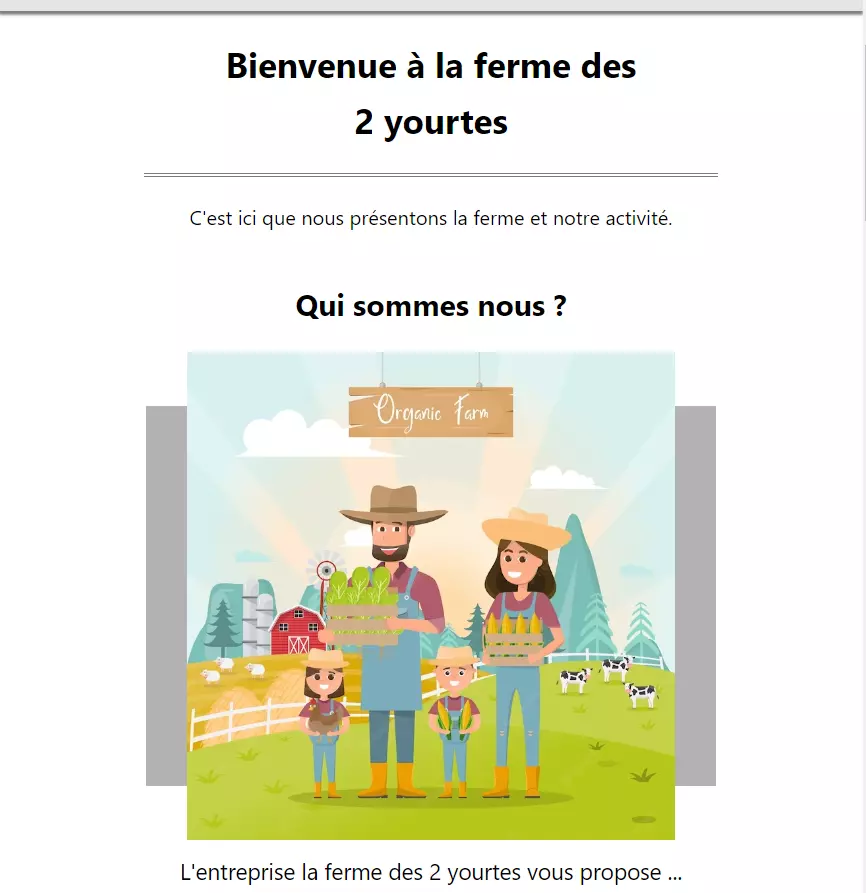 Bienvenue à la ferme des
2 yourtes
C'est ici que nous présentons la ferme et notre activité.
Qui sommes nous ?
Organic Farm
L'entreprise la ferme des 2 yourtes vous propose ...